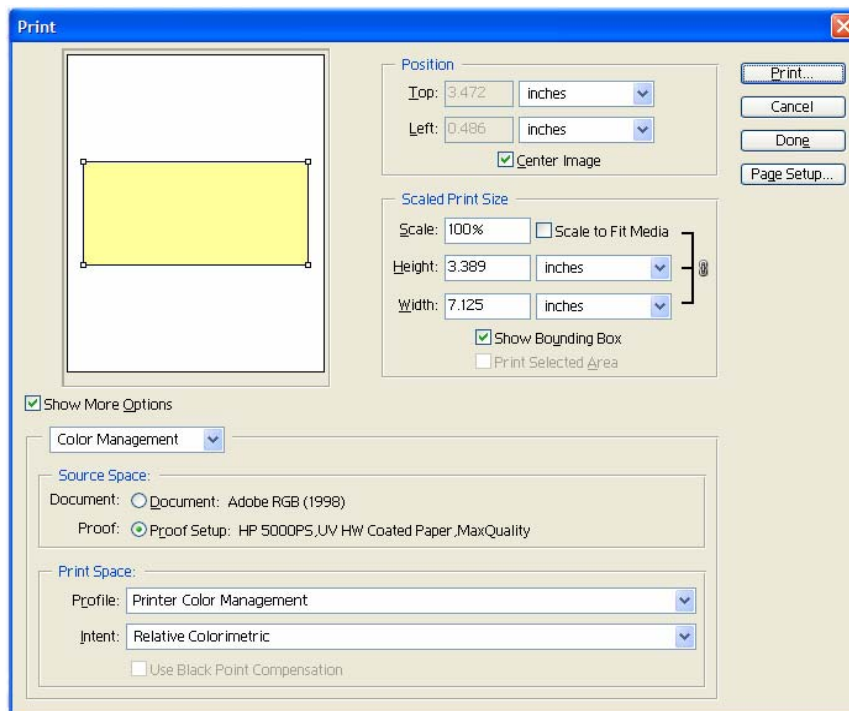 Print
Position
Top: 3.472 inches
Left: 0.486 inches
Center Image
Print...
Cancel
Done
Page Setup...
Scaled Print Size
Scale: 100% Scale to Fit Media
Height: 3.389 inches
Width: 7.125 inches
Show Bounding Box
Print Selected Area
Show More Options
Color Management
Source Space:
Document: Document: Adobe RGB (1998)
Proof: Proof Setup: HP 5000PS,UV HW Coated Paper,MaxQuality
Print Space:
Profile: Printer Color Management
Intent: Relative Colorimetric
Use Black Point Compensation